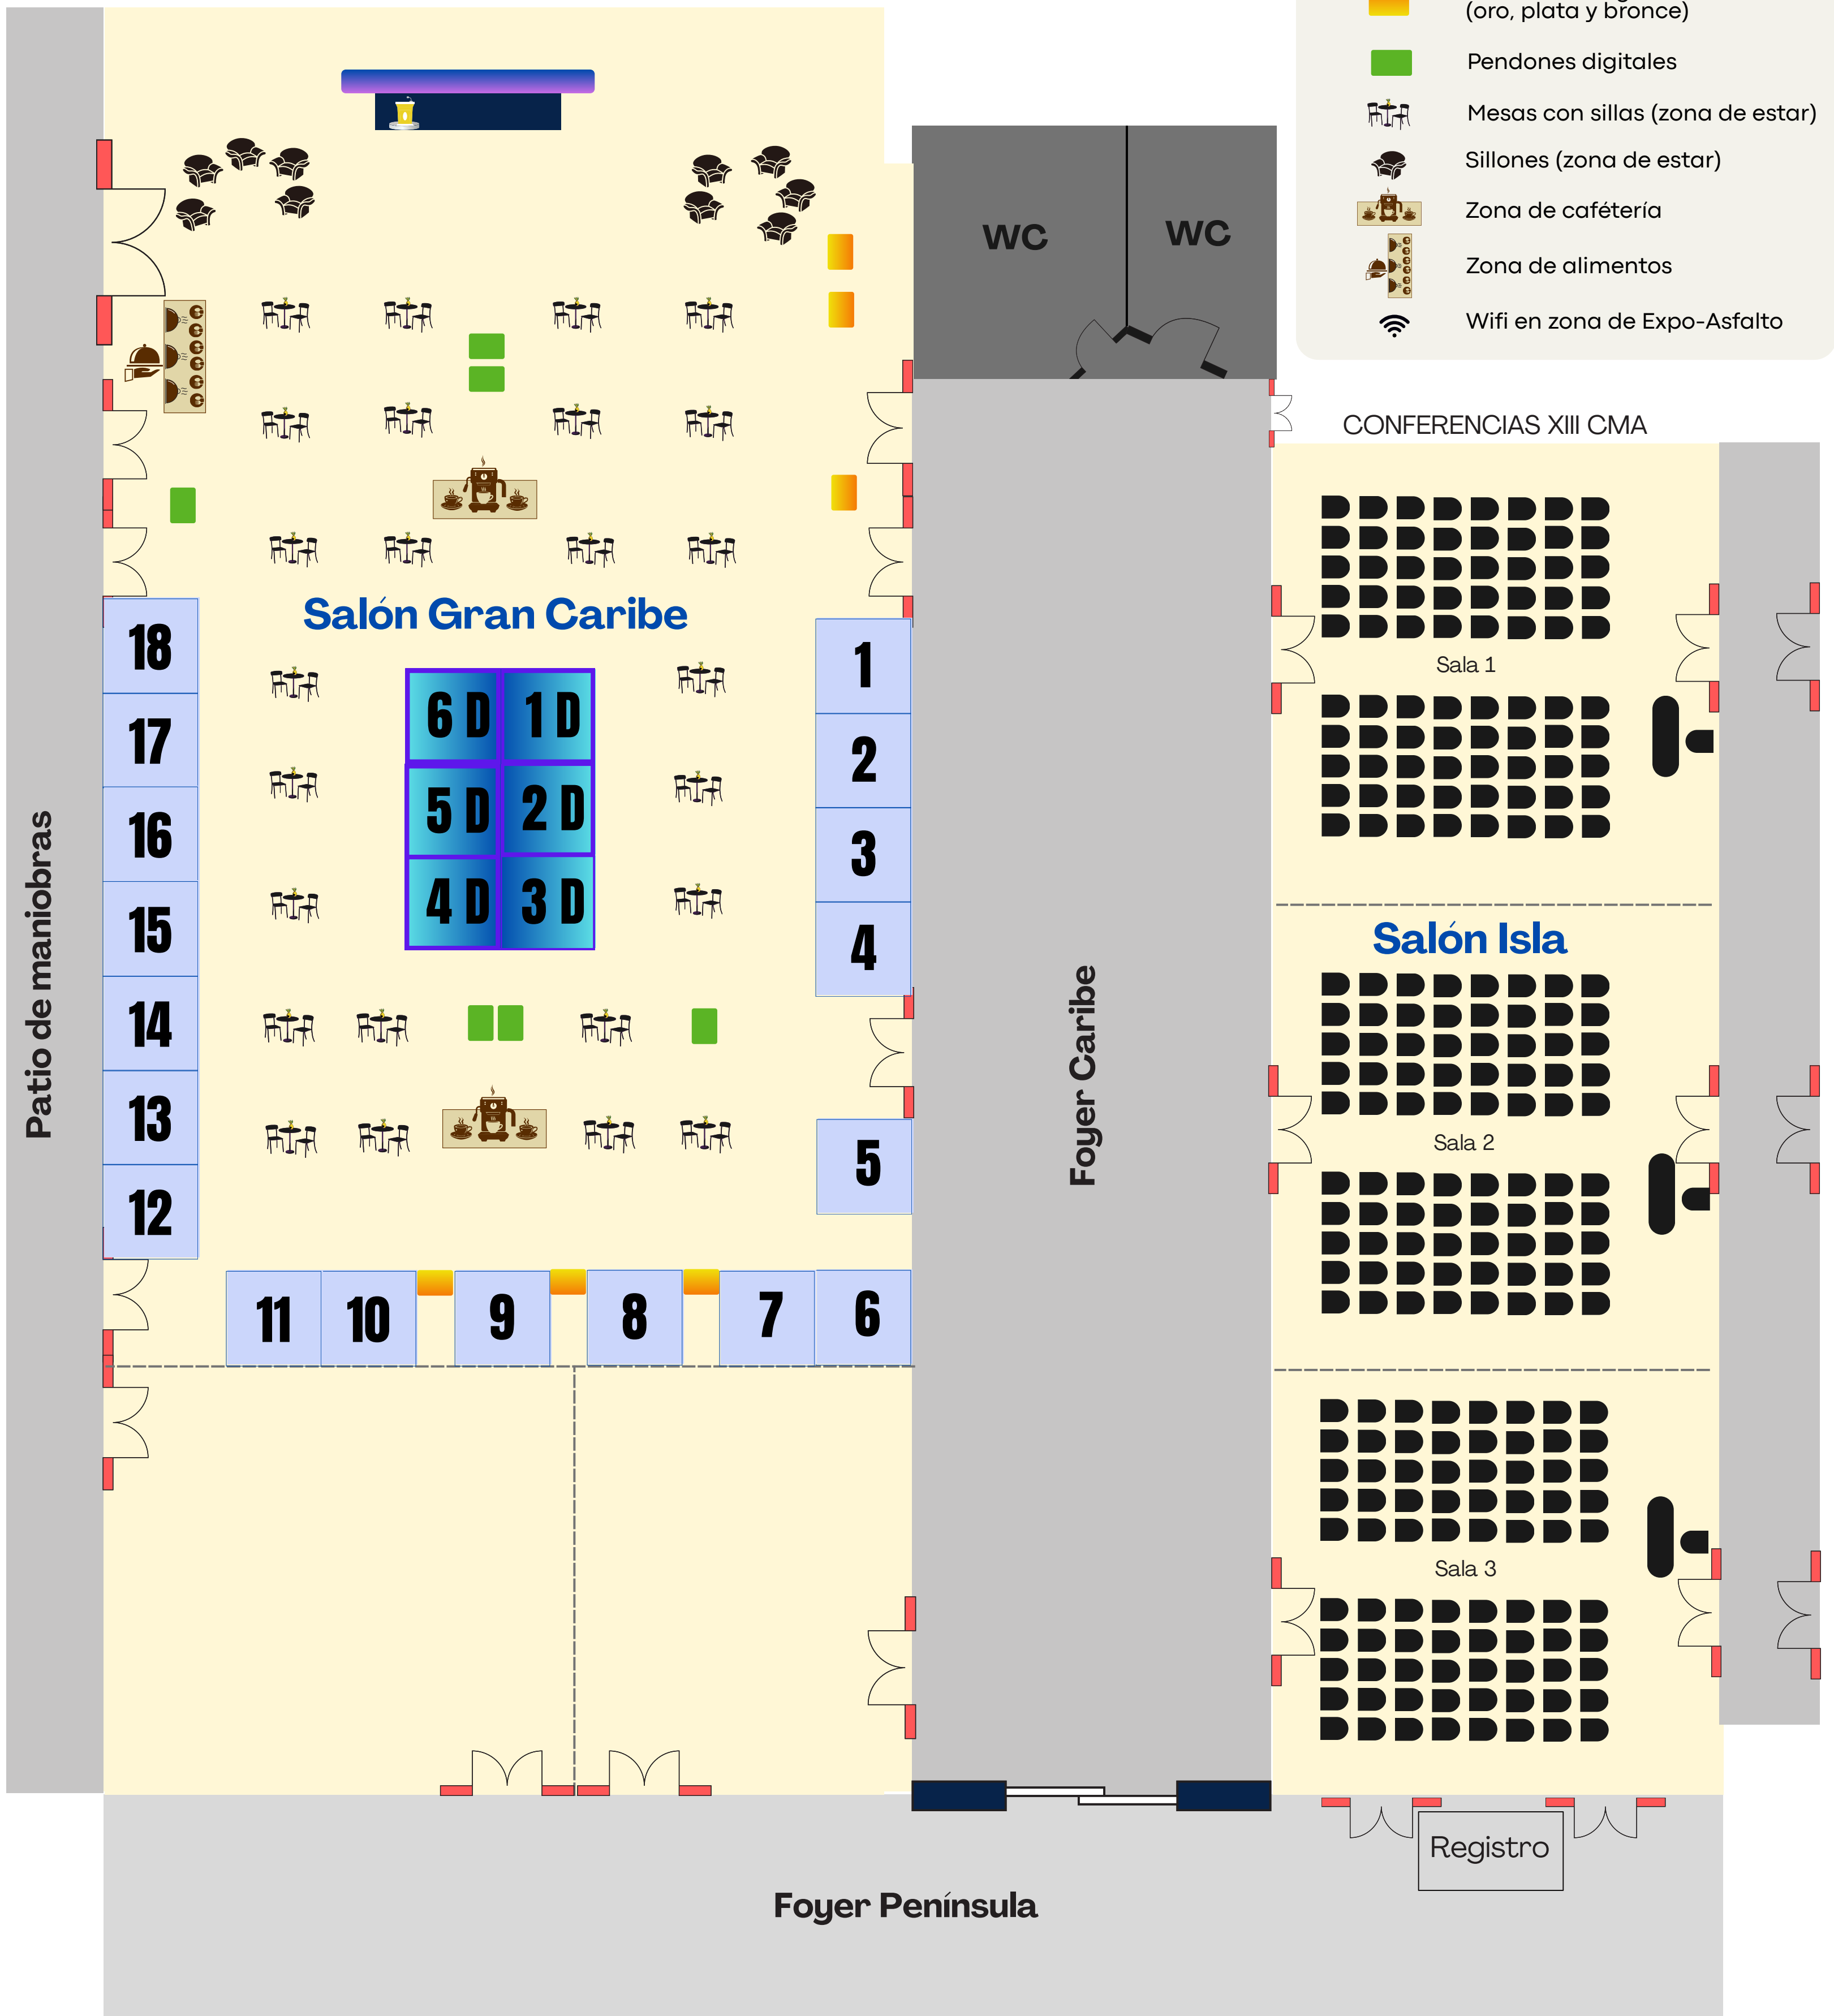 (oro, plata y bronce)
Pendones digitales
Mesas con sillas (zona de estar)
Sillones (zona de estar)
Zona de cafétería
Zona de alimentos
Wifi en zona de Expo-Asfalto
WC
WC
CONFERENCIAS XIII CMA
Salón Gran Caribe
18
17
16
15
14
13
12
6 D
1 D
5 D
2 D
4 D
3 D
1
2
3
4
5
11
10
9
8
7
6
Patio de maniobras
Foyer Caribe
Sala 1
Salón Isla
Sala 2
Sala 3
Registro
Foyer Península